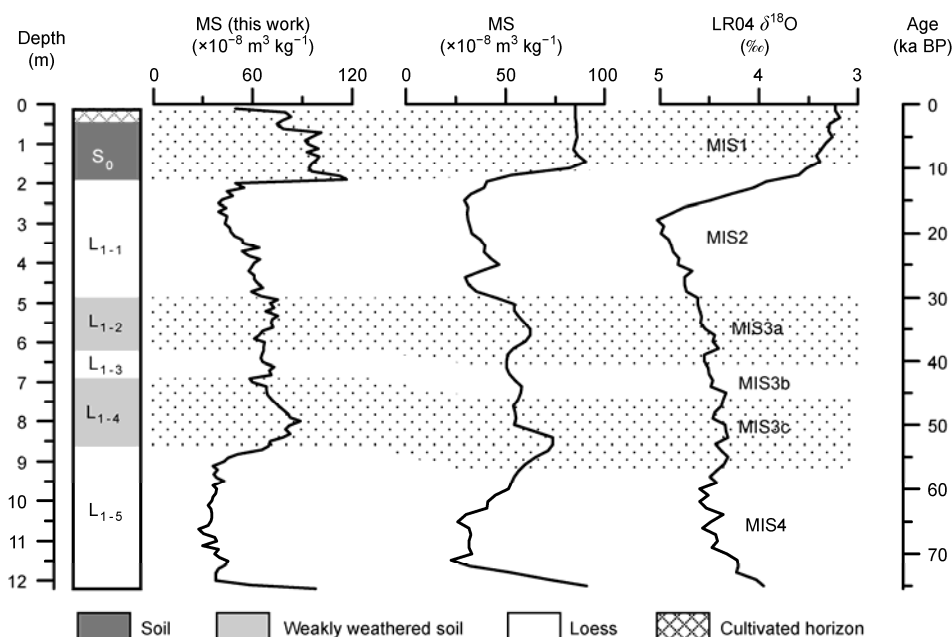 MS (this work)
(×10⁻⁸ m³ kg⁻¹)
MS
(×10⁻⁸ m³ kg⁻¹)
LR04 δ¹⁸O
(‰)
Depth
(m)
Age
(ka BP)
0 60 120
0 50 100
5 4 3
0
1
2
3
4
5
6
7
8
9
10
11
12
S₀
L₁₋₁
L₁₋₂
L₁₋₃
L₁₋₄
L₁₋₅
MIS1
MIS2
MIS3a
MIS3b
MIS3c
MIS4
0
10
20
30
40
50
60
70
Soil Weakly weathered soil Loess Cultivated horizon